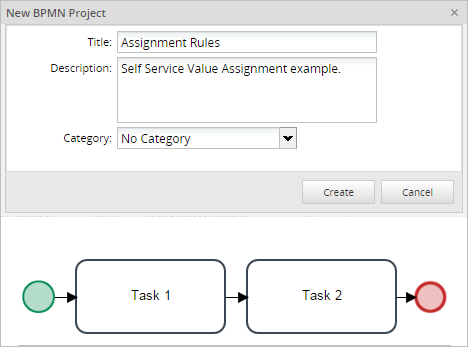 New BPMN Project
Title: Assignment Rules
Description: Self Service Value Assignment example.
Category: No Category
Create Cancel
Task 1 Task 2